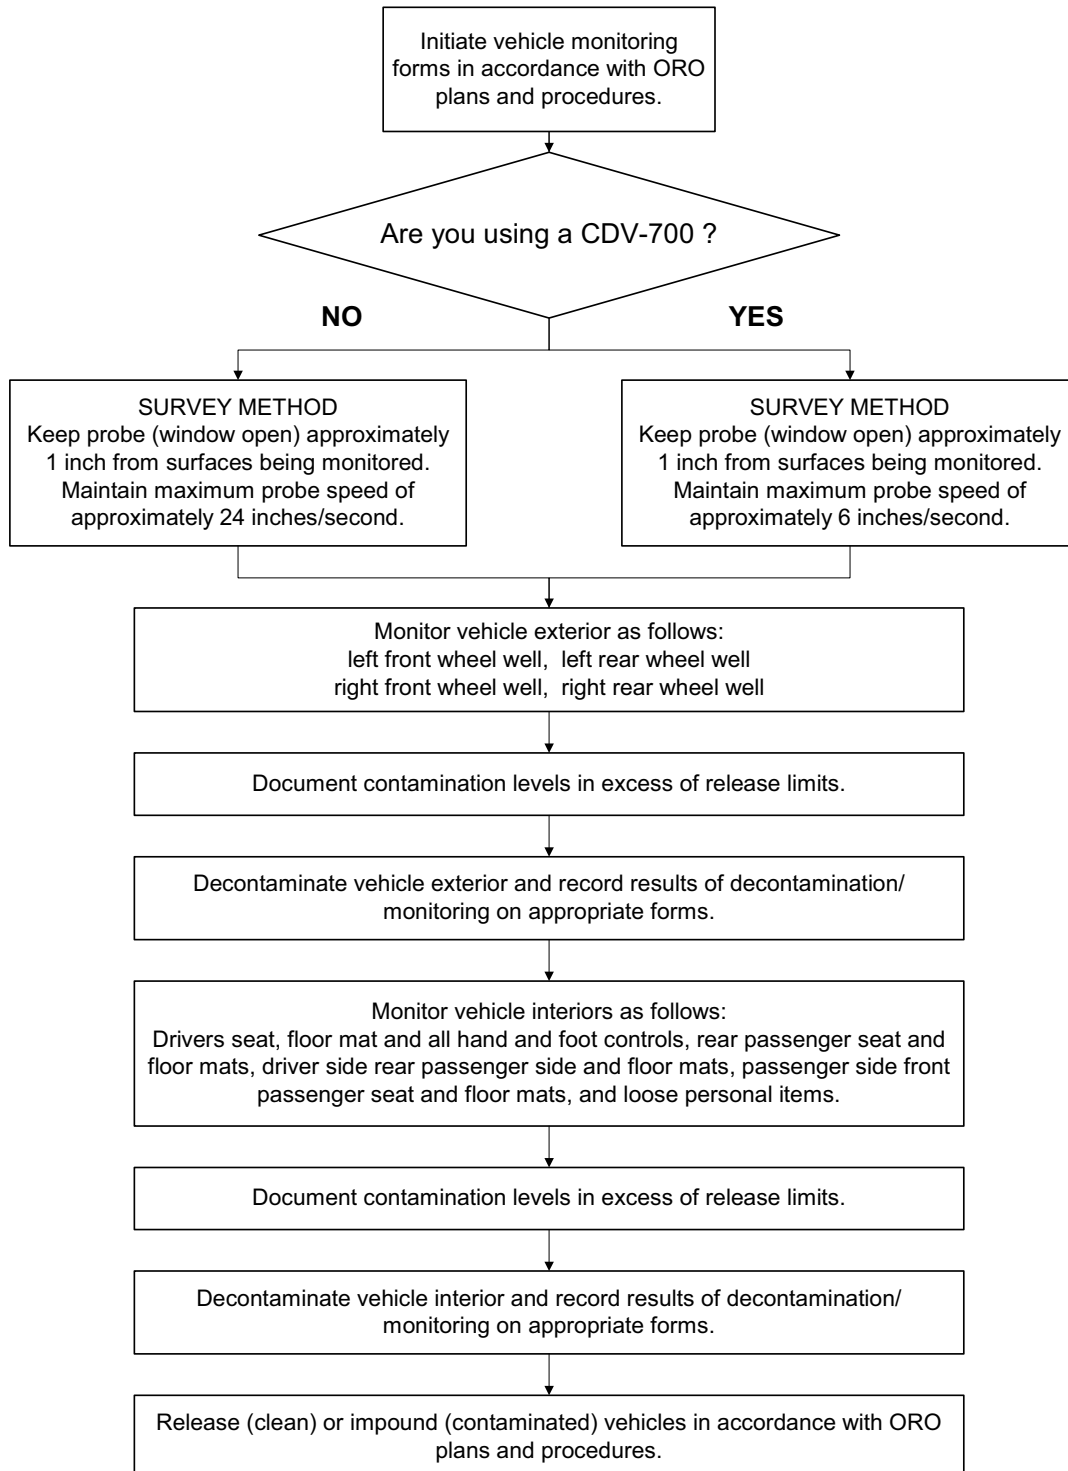 Initiate vehicle monitoring
forms in accordance with ORO
plans and procedures.
Are you using a CDV-700 ?
NO
YES
SURVEY METHOD
Keep probe (window open) approximately
1 inch from surfaces being monitored.
Maintain maximum probe speed of
approximately 24 inches/second.
SURVEY METHOD
Keep probe (window open) approximately
1 inch from surfaces being monitored.
Maintain maximum probe speed of
approximately 6 inches/second.
Monitor vehicle exterior as follows:
left front wheel well, left rear wheel well
right front wheel well, right rear wheel well
Document contamination levels in excess of release limits.
Decontaminate vehicle exterior and record results of decontamination/
monitoring on appropriate forms.
Monitor vehicle interiors as follows:
Drivers seat, floor mat and all hand and foot controls, rear passenger seat and
floor mats, driver side rear passenger side and floor mats, passenger side front
passenger seat and floor mats, and loose personal items.
Document contamination levels in excess of release limits.
Decontaminate vehicle interior and record results of decontamination/
monitoring on appropriate forms.
Release (clean) or impound (contaminated) vehicles in accordance with ORO
plans and procedures.